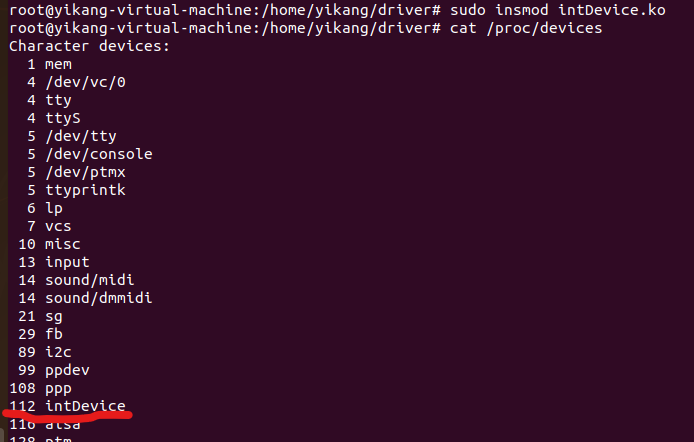 root@yikang-virtual-machine:/home/yikang/driver# sudo insmod intDevice.ko
root@yikang-virtual-machine:/home/yikang/driver# cat /proc/devices
Character devices:
1 mem
4 /dev/vc/0
4 tty
4 ttyS
5 /dev/tty
5 /dev/console
5 /dev/ptmx
5 ttyprintk
6 lp
7 vcs
10 misc
13 input
14 sound/midi
14 sound/dmmidi
21 sg
29 fb
89 i2c
99 ppdev
108 ppp
112 intDevice
116 alsa
128 ptm